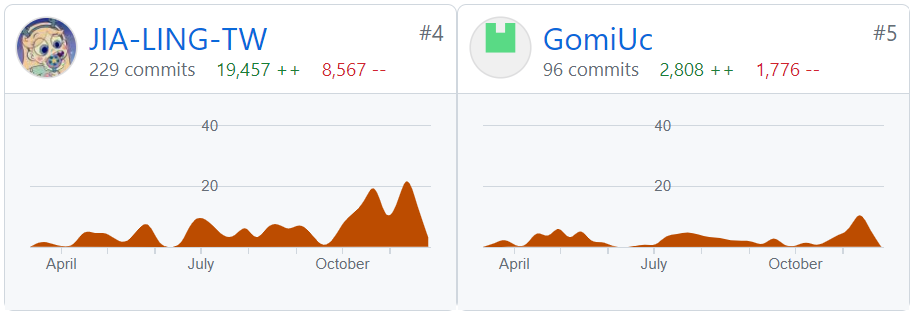 JIA-LING-TW #4
229 commits 19,457 ++ 8,567 --
40
20
April July October
GomiUc #5
96 commits 2,808 ++ 1,776 --
40
20
April July October